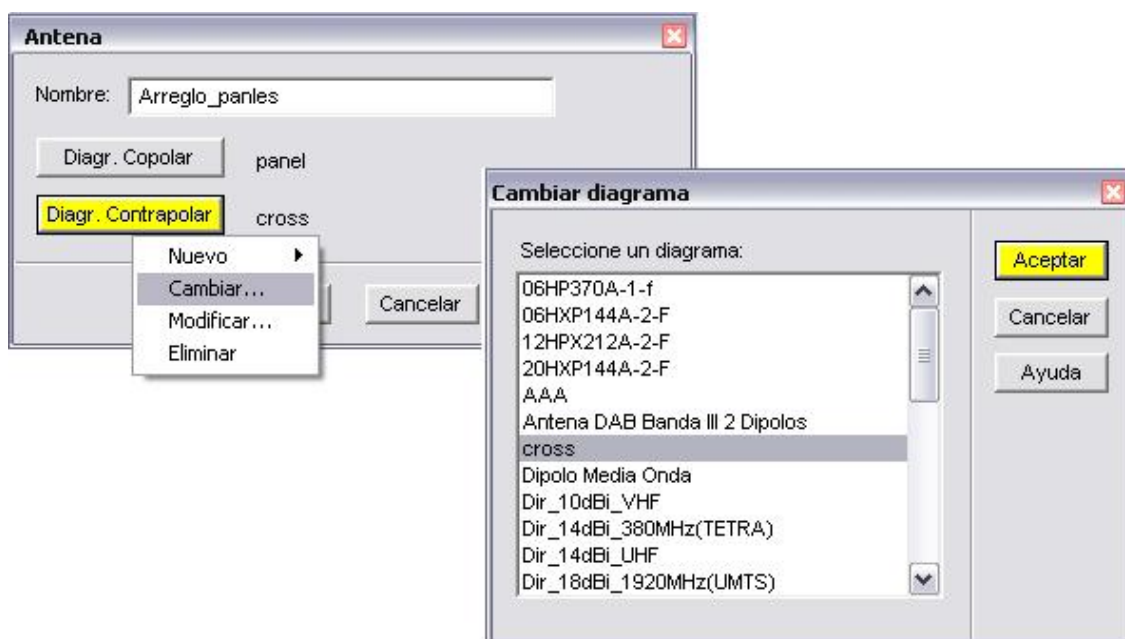 Antena
Nombre: Arreglo_panles
Diagr. Copolar panel
Diagr. Contrapolar cross
Nuevo
Cambiar...
Modificar...
Eliminar
Cancelar
Cambiar diagrama
Seleccione un diagrama:
06HP370A-1-f
06HXP144A-2-F
12HPX212A-2-F
20HXP144A-2-F
AAA
Antena DAB Banda III 2 Dipolos
cross
Dipolo Media Onda
Dir_10dBi_VHF
Dir_14dBi_380MHz(TETRA)
Dir_14dBi_UHF
Dir_18dBi_1920MHz(UMTS)
Aceptar
Cancelar
Ayuda